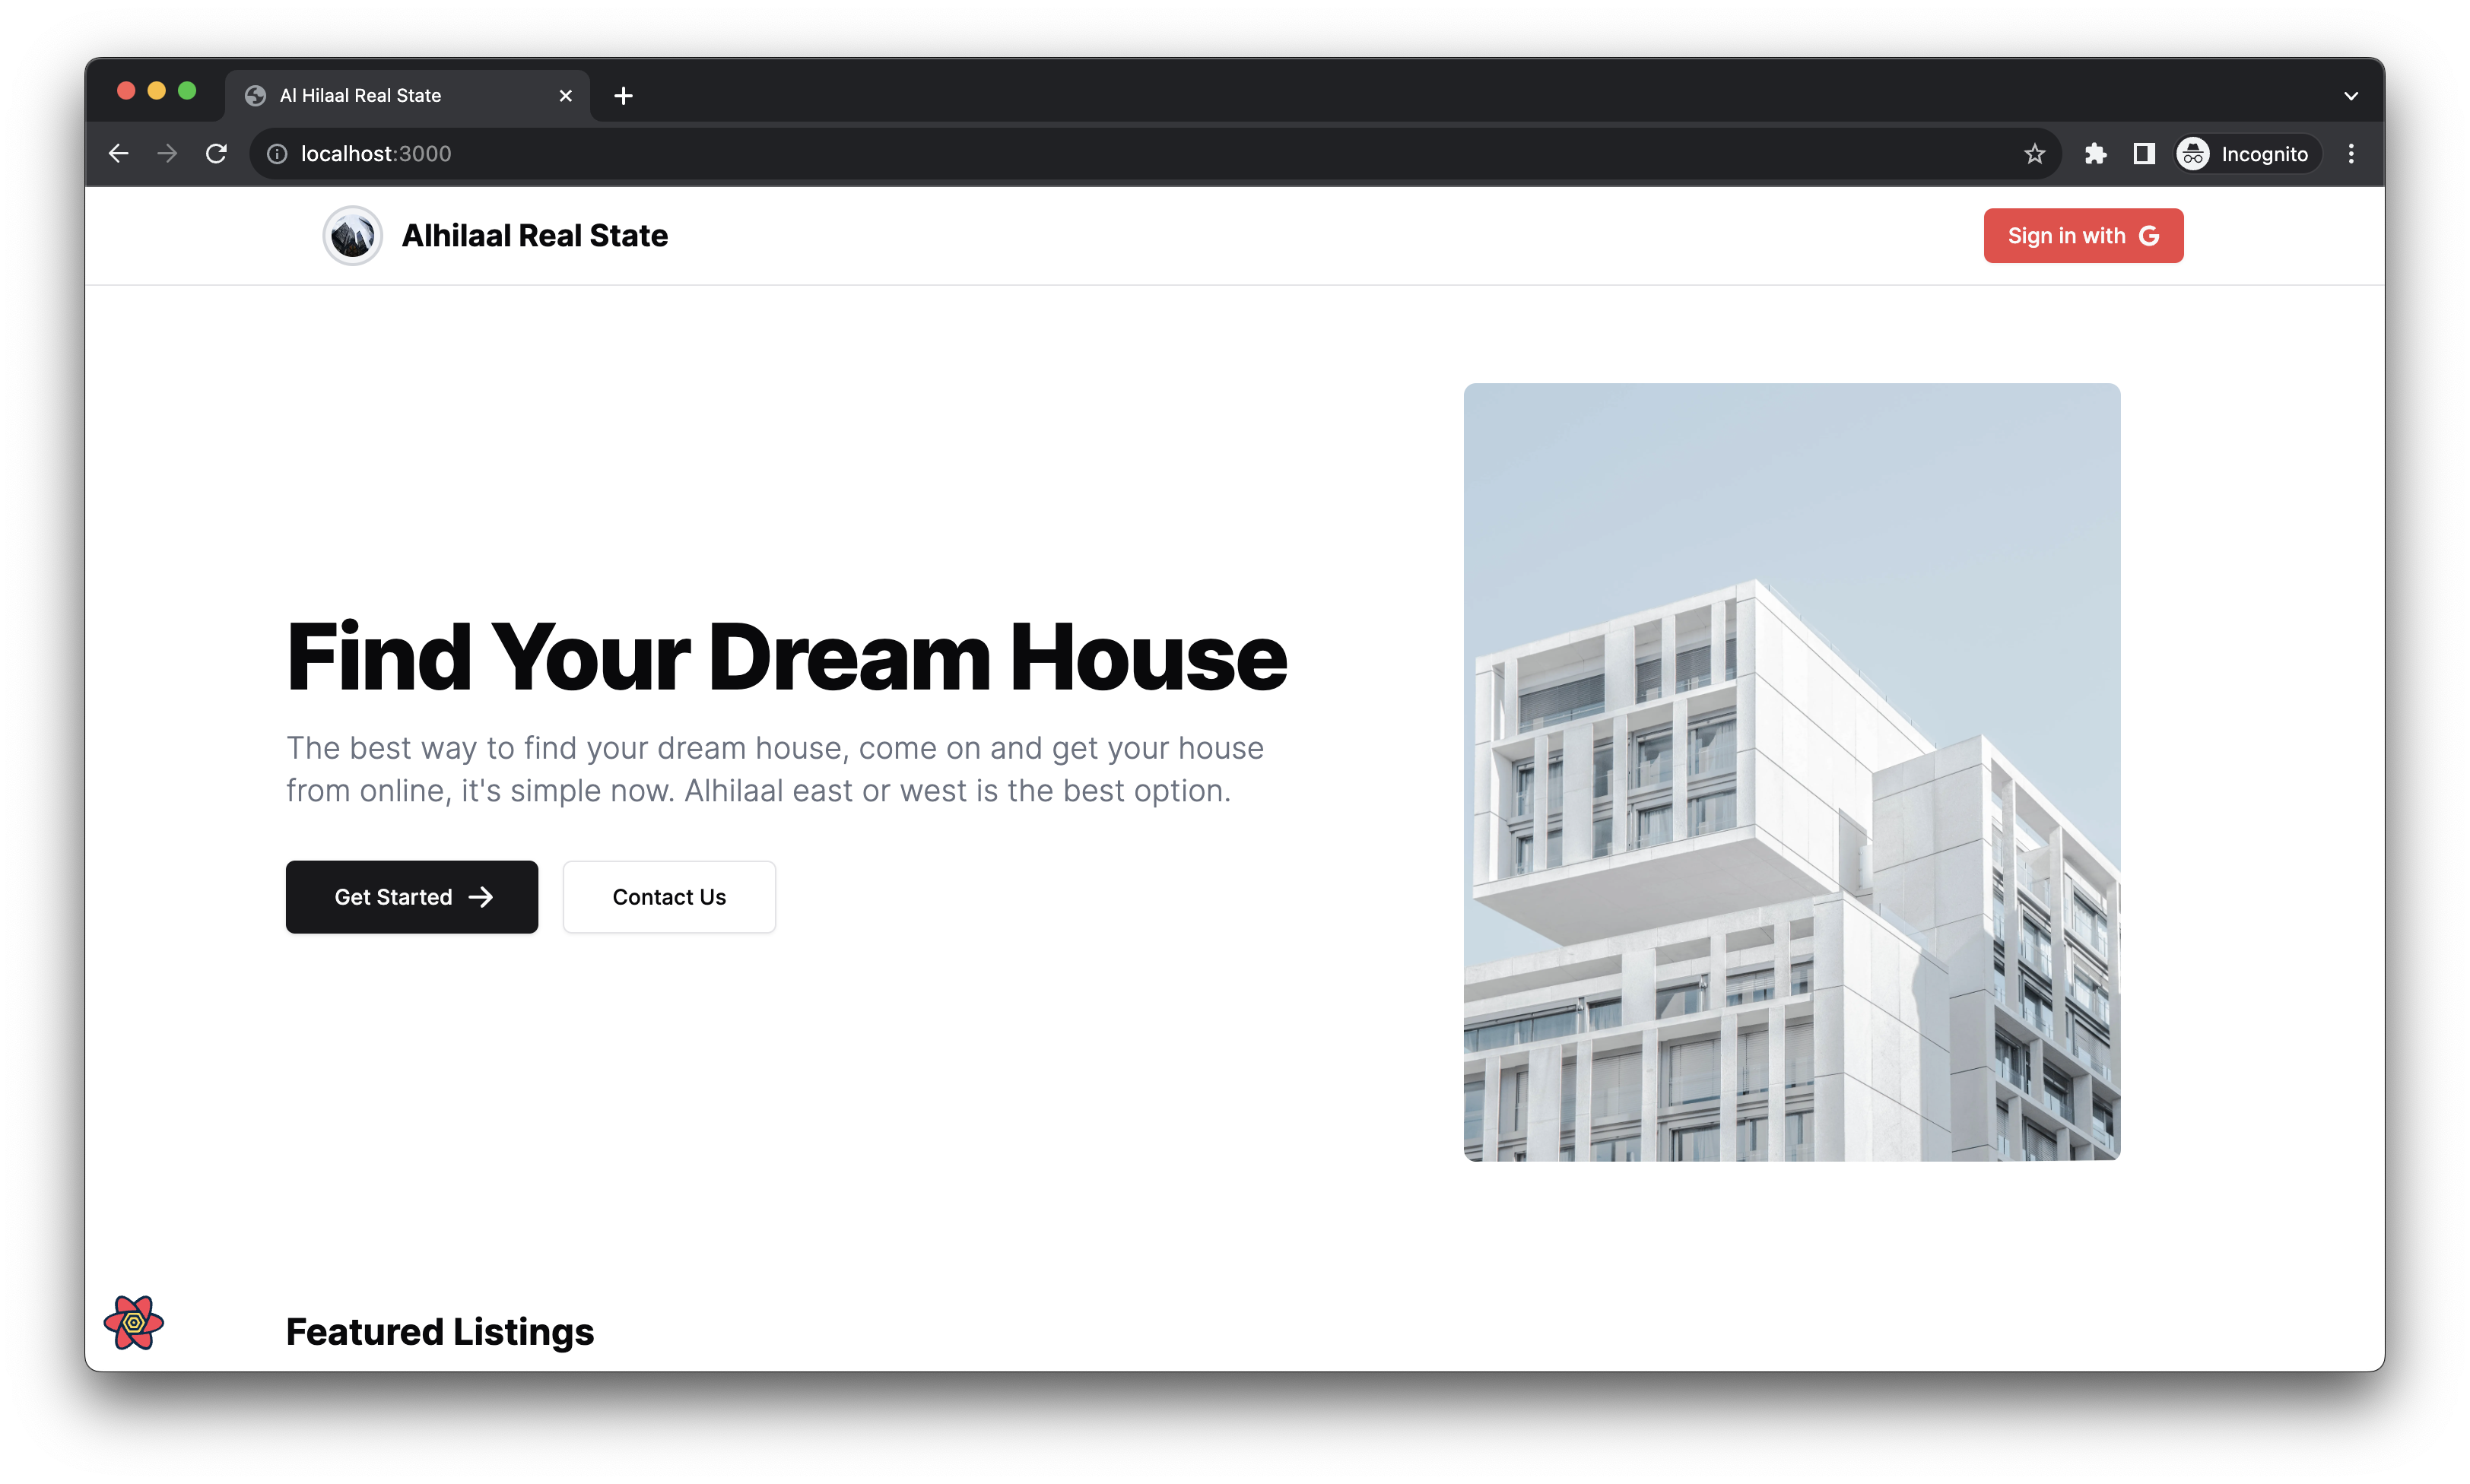 Al Hilaal Real State
localhost:3000
Incognito
Alhilaal Real State
Sign in with G
Find Your Dream House
The best way to find your dream house, come on and get your house
from online, it's simple now. Alhilaal east or west is the best option.
Get Started
Contact Us
Featured Listings